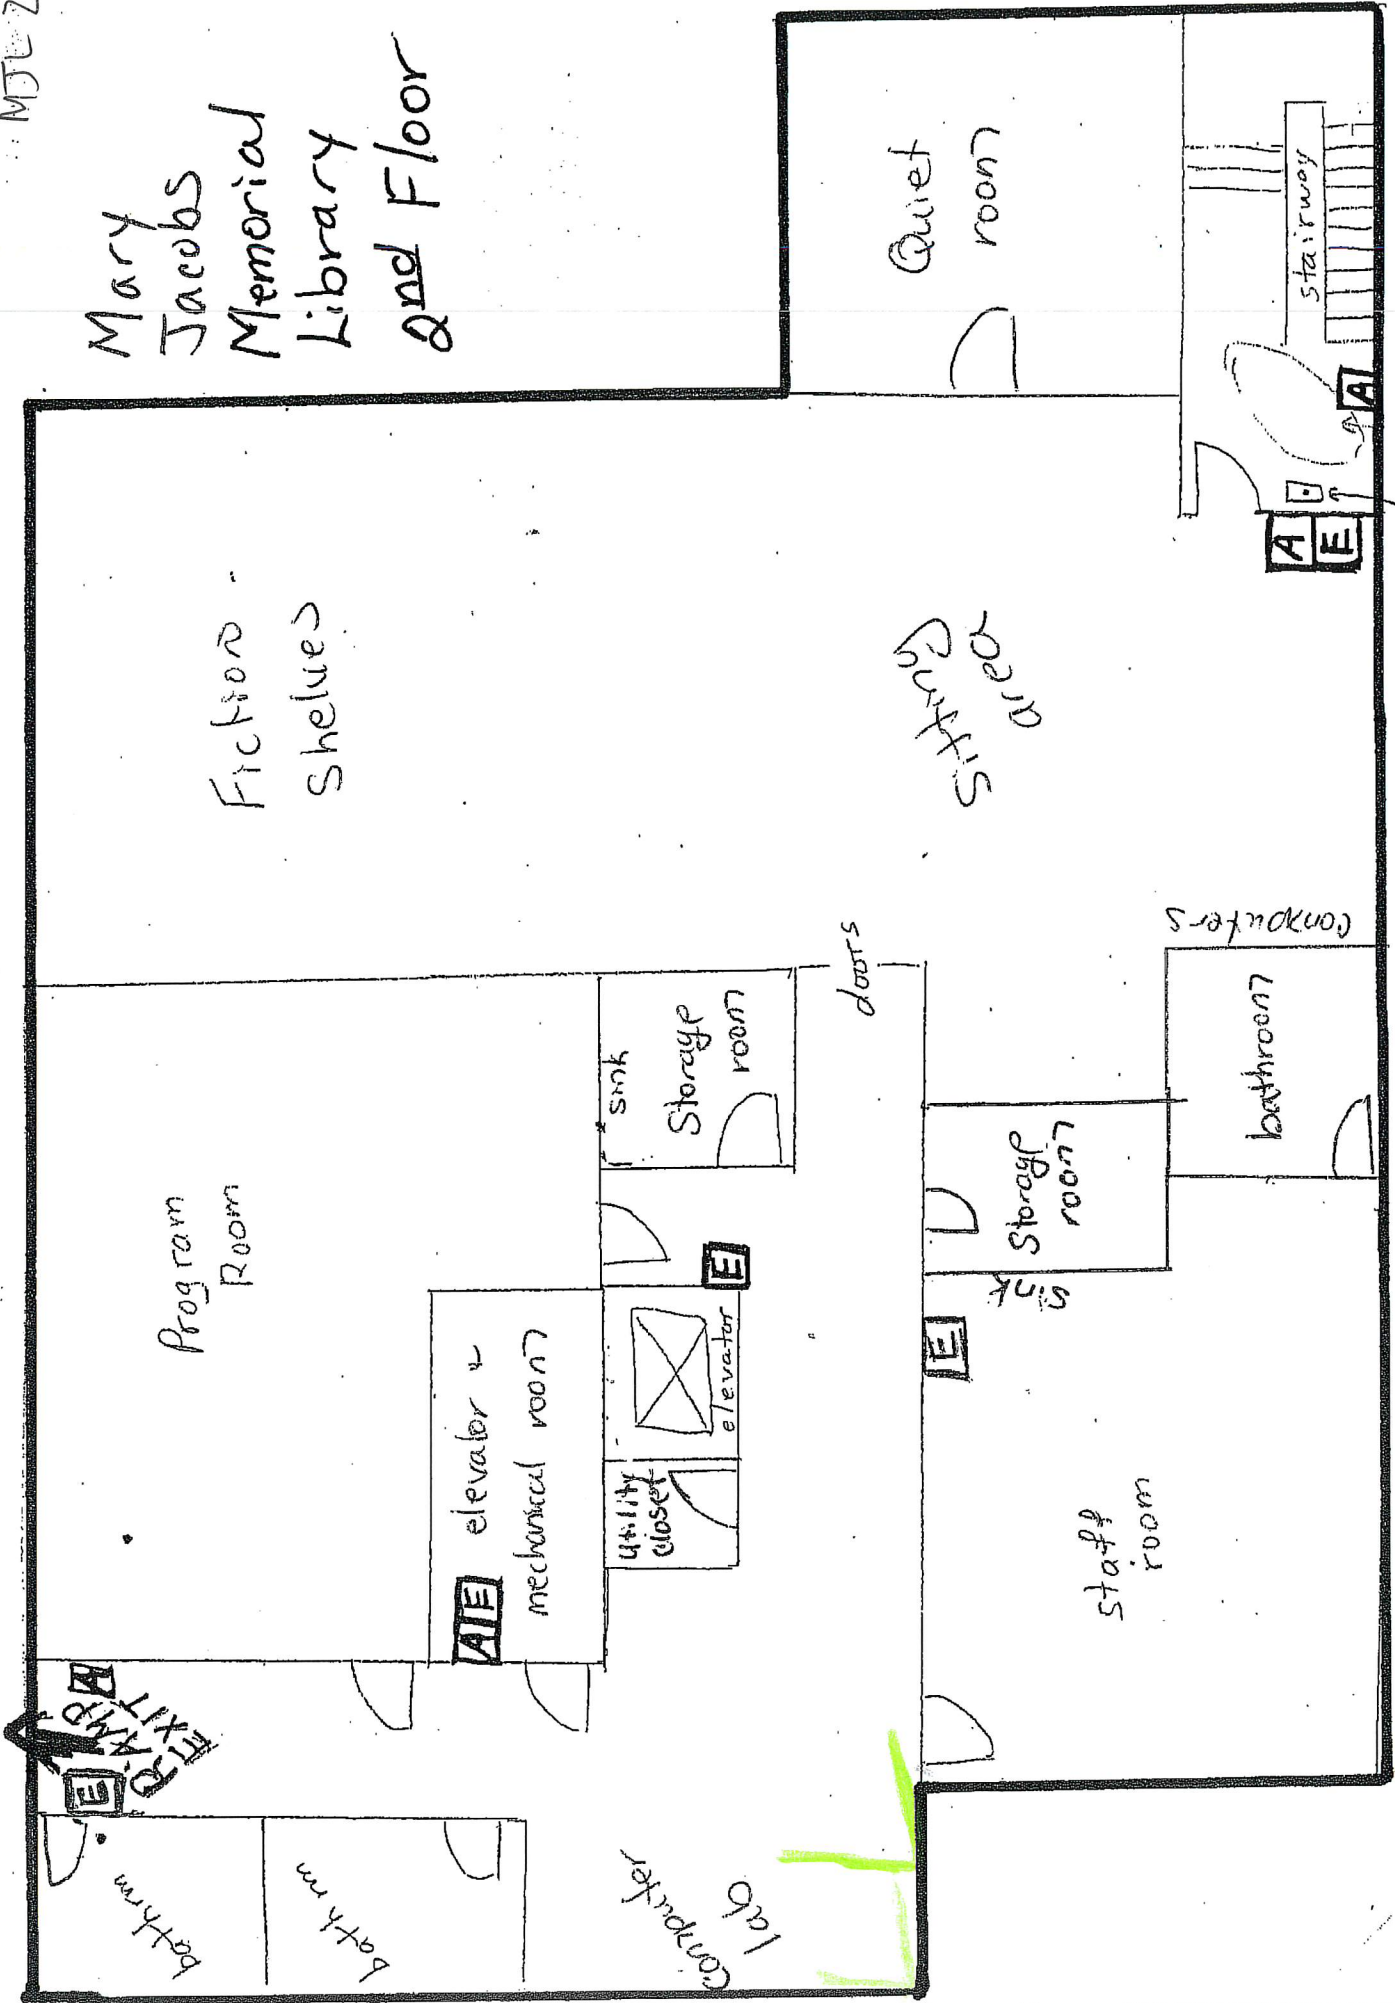 MJL 2
Mary
Jacobs
Memorial
Library
2nd Floor
Quiet
room
stairway
A
A
E
Fiction
Shelves
Sitting
area
computers
doors
Program
Room
sink
Storage
room
E
elevator
elevator +
mechanical room
A E
utility
closet
Storage
room
bathroom
sink
E
staff
room
A
RAMP
EXIT
E
bathrm
bathrm
computer
lab